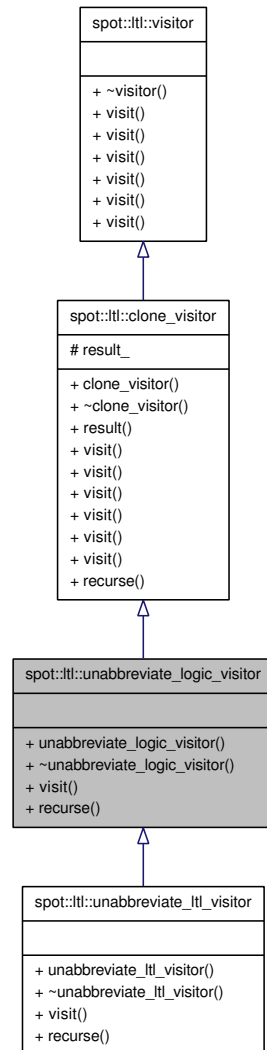 spot::ltl::visitor
+ ~visitor()
+ visit()
+ visit()
+ visit()
+ visit()
+ visit()
+ visit()
spot::ltl::clone_visitor
# result_
+ clone_visitor()
+ ~clone_visitor()
+ result()
+ visit()
+ visit()
+ visit()
+ visit()
+ visit()
+ visit()
+ recurse()
spot::ltl::unabbreviate_logic_visitor
+ unabbreviate_logic_visitor()
+ ~unabbreviate_logic_visitor()
+ visit()
+ recurse()
spot::ltl::unabbreviate_ltl_visitor
+ unabbreviate_ltl_visitor()
+ ~unabbreviate_ltl_visitor()
+ visit()
+ recurse()